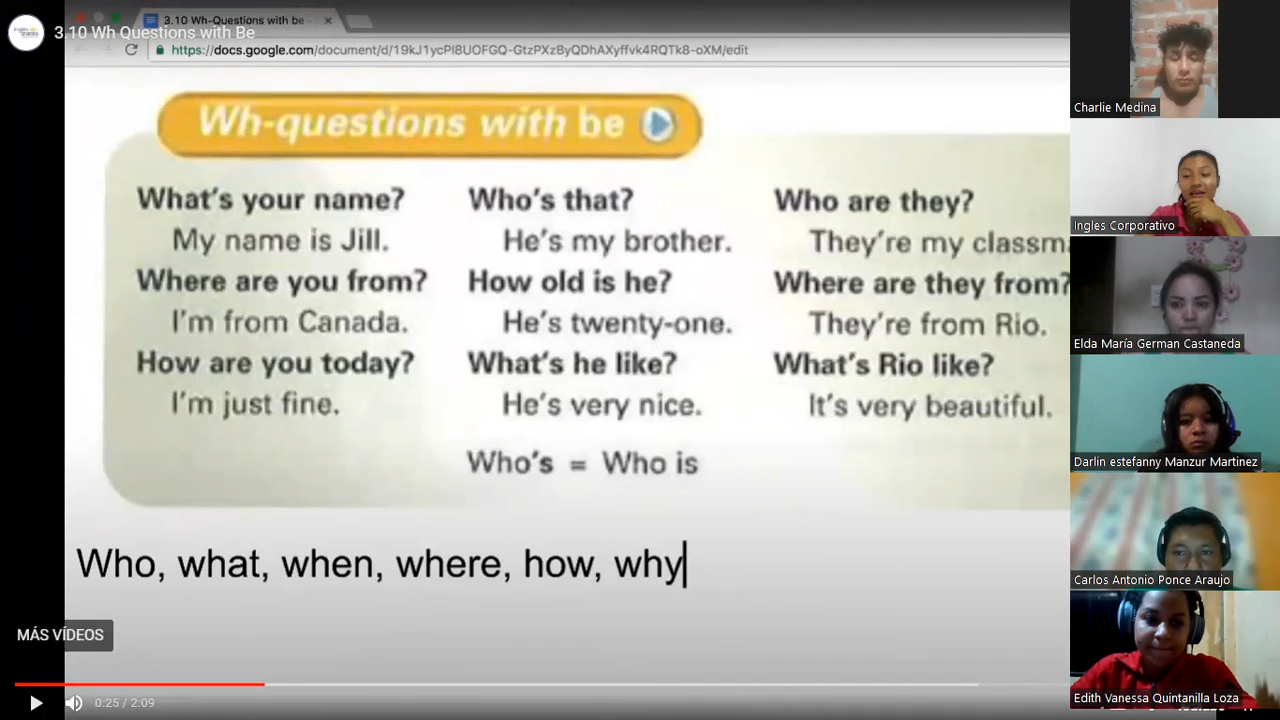 3.10 Wh Questions with Be
3.10 Wh-Questions with be -
https://docs.google.com/document/d/19kJ1ycPI8UOFGQ-GtzPXzByQDhAXyffvk4RQTk8-oXM/edit
Wh-questions with be
What's your name?
My name is Jill.
Where are you from?
I'm from Canada.
How are you today?
I'm just fine.
Who's that?
He's my brother.
How old is he?
He's twenty-one.
What's he like?
He's very nice.
Who's = Who is
Who are they?
They're my classm
Where are they from?
They're from Rio.
What's Rio like?
It's very beautiful.
Who, what, when, where, how, why
MÁS VÍDEOS
0:25 / 2:09
Charlie Medina
Ingles Corporativo
Elda María German Castaneda
Darlin estefanny Manzur Martinez
Carlos Antonio Ponce Araujo
Edith Vanessa Quintanilla Loza